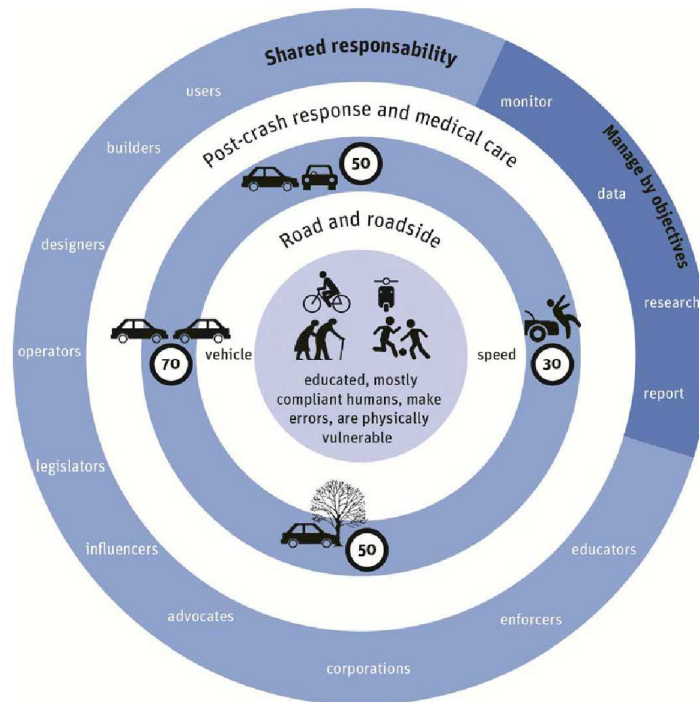 Shared responsability
users
monitor
builders
Post-crash response and medical care
Manage by objectives
50
data
designers
Road and roadside
research
operators
vehicle
speed
70
30
educated, mostly
compliant humans, make
errors, are physically
vulnerable
report
legislators
influencers
50
educators
advocates
enforcers
corporations